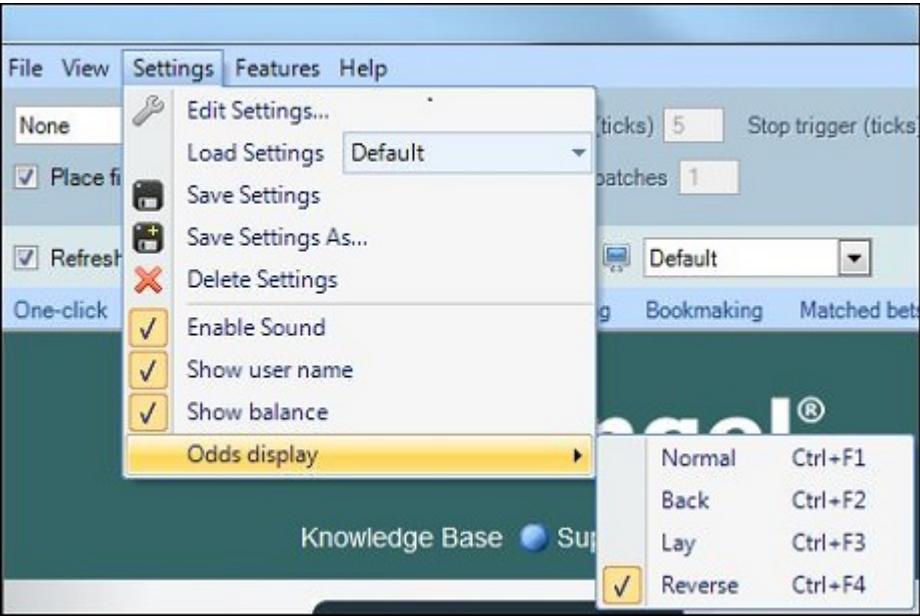 File View Settings Features Help
Edit Settings...
None (ticks) 5 Stop trigger (ticks)
Load Settings Default
Place 1
Save Settings
Save Settings As...
Refresh Default
Delete Settings
One-click Bookmaking Matched bets
Enable Sound
Show user name
Show balance
®
Odds display
Normal Ctrl+F1
Back Ctrl+F2
Knowledge Base
Lay Ctrl+F3
Reverse Ctrl+F4